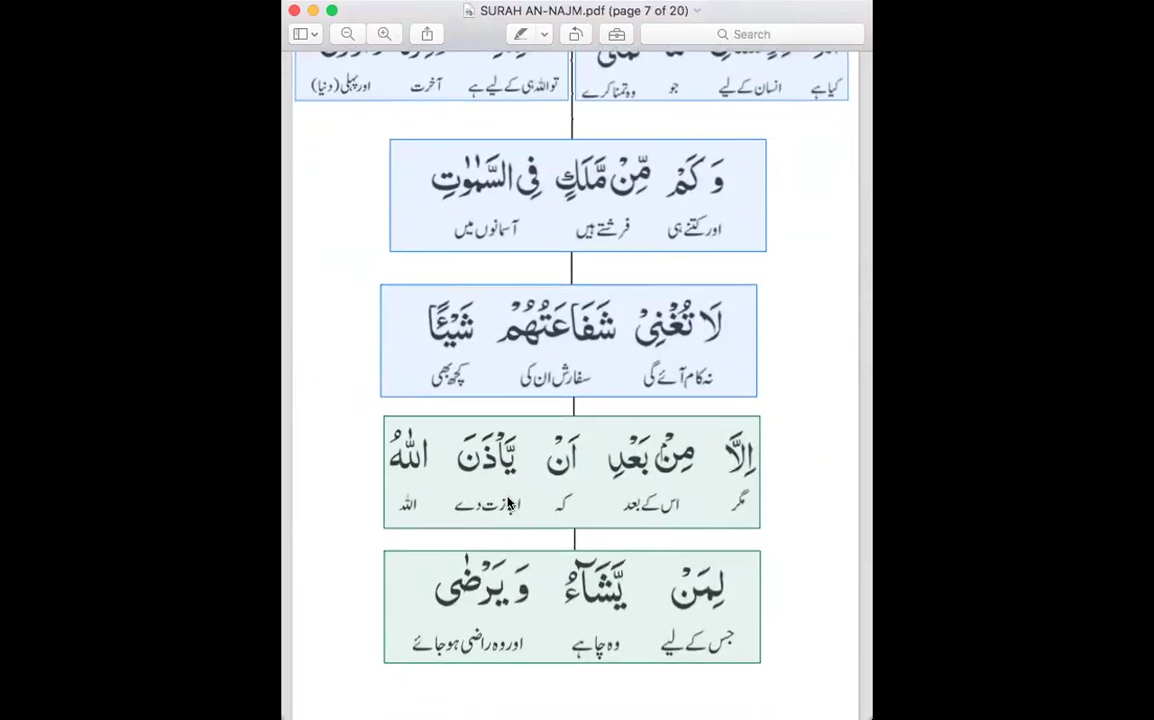 SURAH AN-NAJM.pdf (page 7 of 20)
Search
کیا ہے انسان کے لیے جو وہ تمنا کرے
تو اللہ ہی کے لیے ہے آخرت اور پہلی (دنیا)
وَ كَمْ مِّنْ مَّلَكٍ فِی السَّمٰوٰتِ
اور کتنے ہی فرشتے ہیں آسمانوں میں
لَا تُغْنِیْ شَفَاعَتُهُمْ شَیْـًٔا
نہ کام آئے گی سفارش ان کی کچھ بھی
اِلَّا مِنْۢ بَعْدِ اَنْ یَّاْذَنَ اللّٰهُ
مگر اس کے بعد کہ اجازت دے اللہ
لِمَنْ یَّشَآءُ وَ یَرْضٰى
جس کے لیے وہ چاہے اور وہ راضی ہو جائے